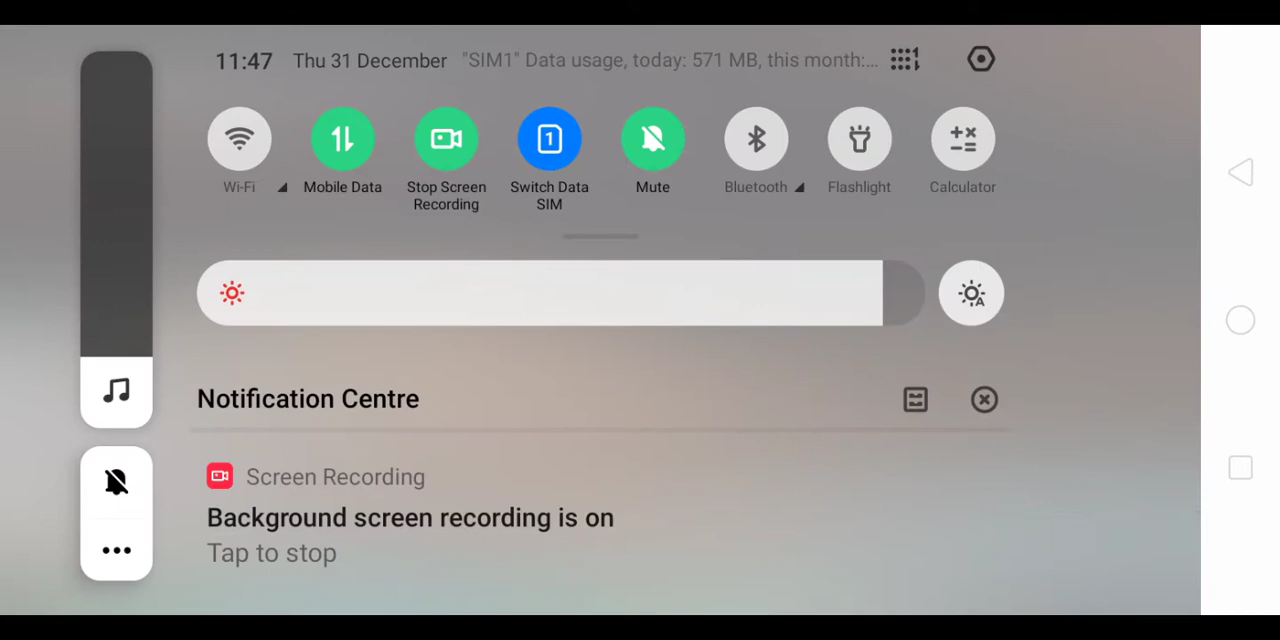 11:47 Thu 31 December "SIM1" Data usage, today: 571 MB, this month:...
Wi-Fi Mobile Data Stop Screen Recording Switch Data SIM Mute Bluetooth Flashlight Calculator
Notification Centre
Screen Recording
Background screen recording is on
Tap to stop